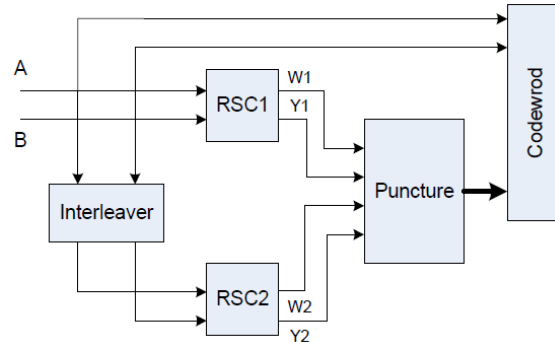 A
B
RSC1
W1
Y1
Interleaver
Puncture
Codewrod
RSC2
W2
Y2